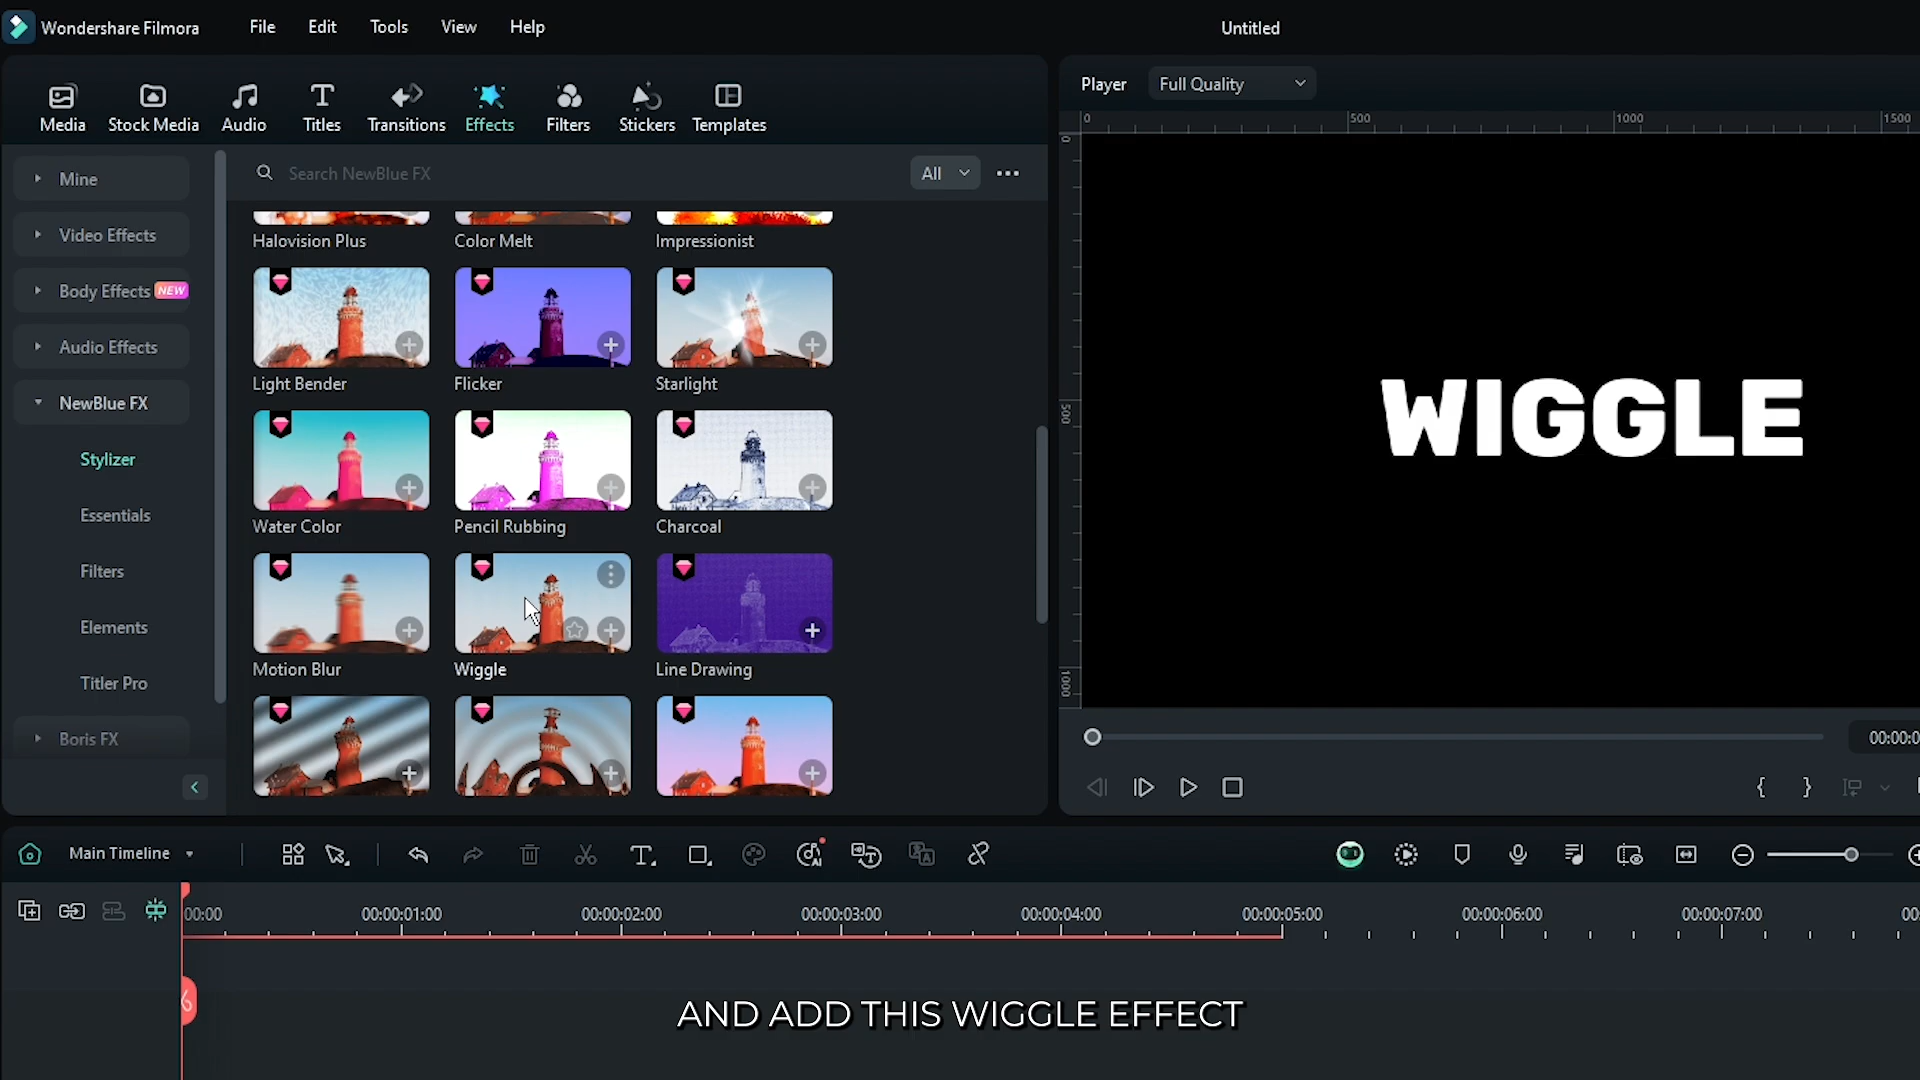 Wondershare Filmora
File
Edit
Tools
View
Help
Untitled
Media
Stock Media
Audio
Titles
Transitions
Effects
Filters
Stickers
Templates
Player
Full Quality
0
500
1000
1500
0
500
1000
Mine
Video Effects
Body Effects NEW
Audio Effects
NewBlue FX
Stylizer
Essentials
Filters
Elements
Titler Pro
Boris FX
Search NewBlue FX
All
Halovision Plus
Color Melt
Impressionist
Light Bender
Flicker
Starlight
Water Color
Pencil Rubbing
Charcoal
Motion Blur
Wiggle
Line Drawing
WIGGLE
00:00:0
Main Timeline
00:00
00:00:01:00
00:00:02:00
00:00:03:00
00:00:04:00
00:00:05:00
00:00:06:00
00:00:07:00
00:
AND ADD THIS WIGGLE EFFECT